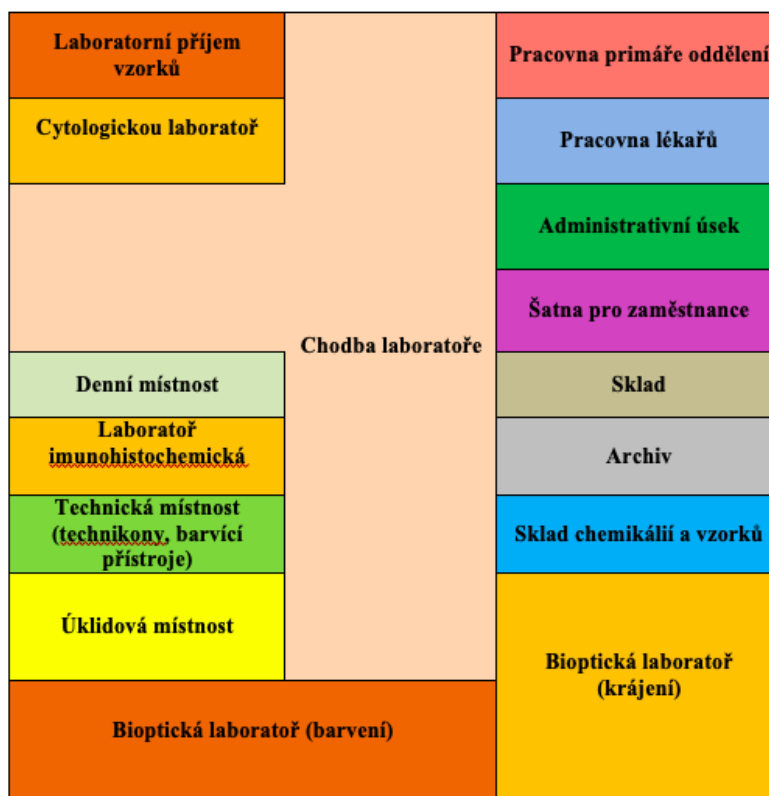 Laboratorní příjem
vzorků
Cytologickou laboratoř
Denní místnost
Laboratoř
imunohistochemická
Technická místnost
(technikony, barvící
přístroje)
Úklidová místnost
Bioptická laboratoř (barvení)
Chodba laboratoře
Pracovna primáře oddělení
Pracovna lékařů
Administrativní úsek
Šatna pro zaměstnance
Sklad
Archiv
Sklad chemikálií a vzorků
Bioptická laboratoř
(krájení)